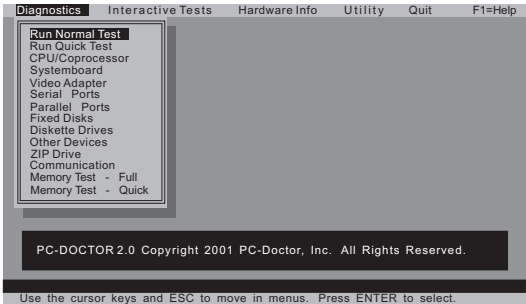 Diagnostics Interactive Tests Hardware Info Utility Quit F1=Help
Run Normal Test
Run Quick Test
CPU/Coprocessor
Systemboard
Video Adapter
Serial Ports
Parallel Ports
Fixed Disks
Diskette Drives
Other Devices
ZIP Drive
Communication
Memory Test - Full
Memory Test - Quick
PC-DOCTOR 2.0 Copyright 2001 PC-Doctor, Inc. All Rights Reserved.
Use the cursor keys and ESC to move in menus. Press ENTER to select.